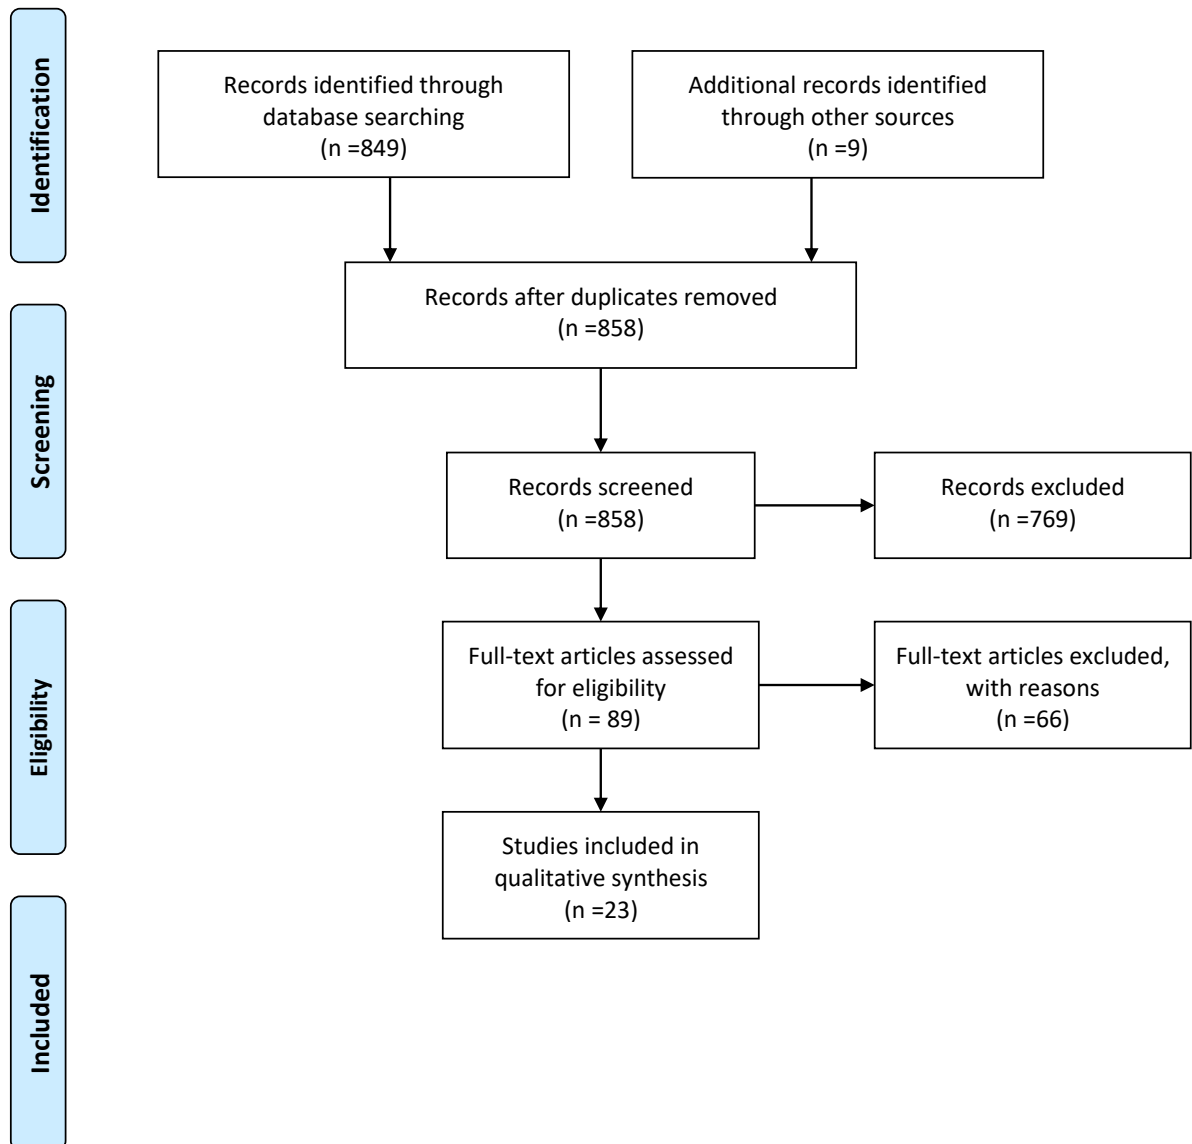 Identification
Records identified through
database searching
(n =849)
Additional records identified
through other sources
(n =9)
Records after duplicates removed
(n =858)
Screening
Records screened
(n =858)
Records excluded
(n =769)
Eligibility
Full-text articles assessed
for eligibility
(n = 89)
Full-text articles excluded,
with reasons
(n =66)
Studies included in
qualitative synthesis
(n =23)
Included